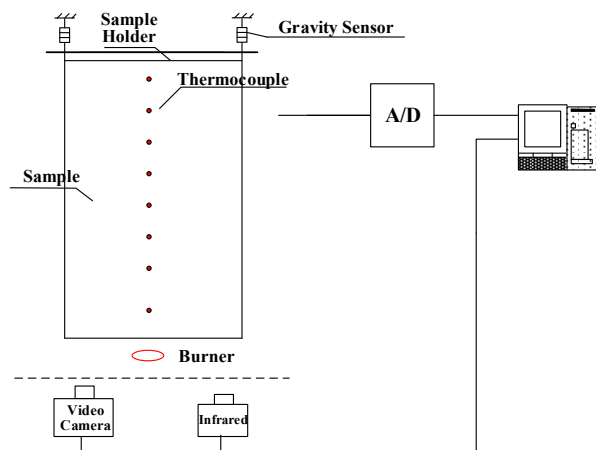 Sample
Holder
Gravity Sensor
Thermocouple
A/D
Sample
Burner
Video
Camera
Infrared